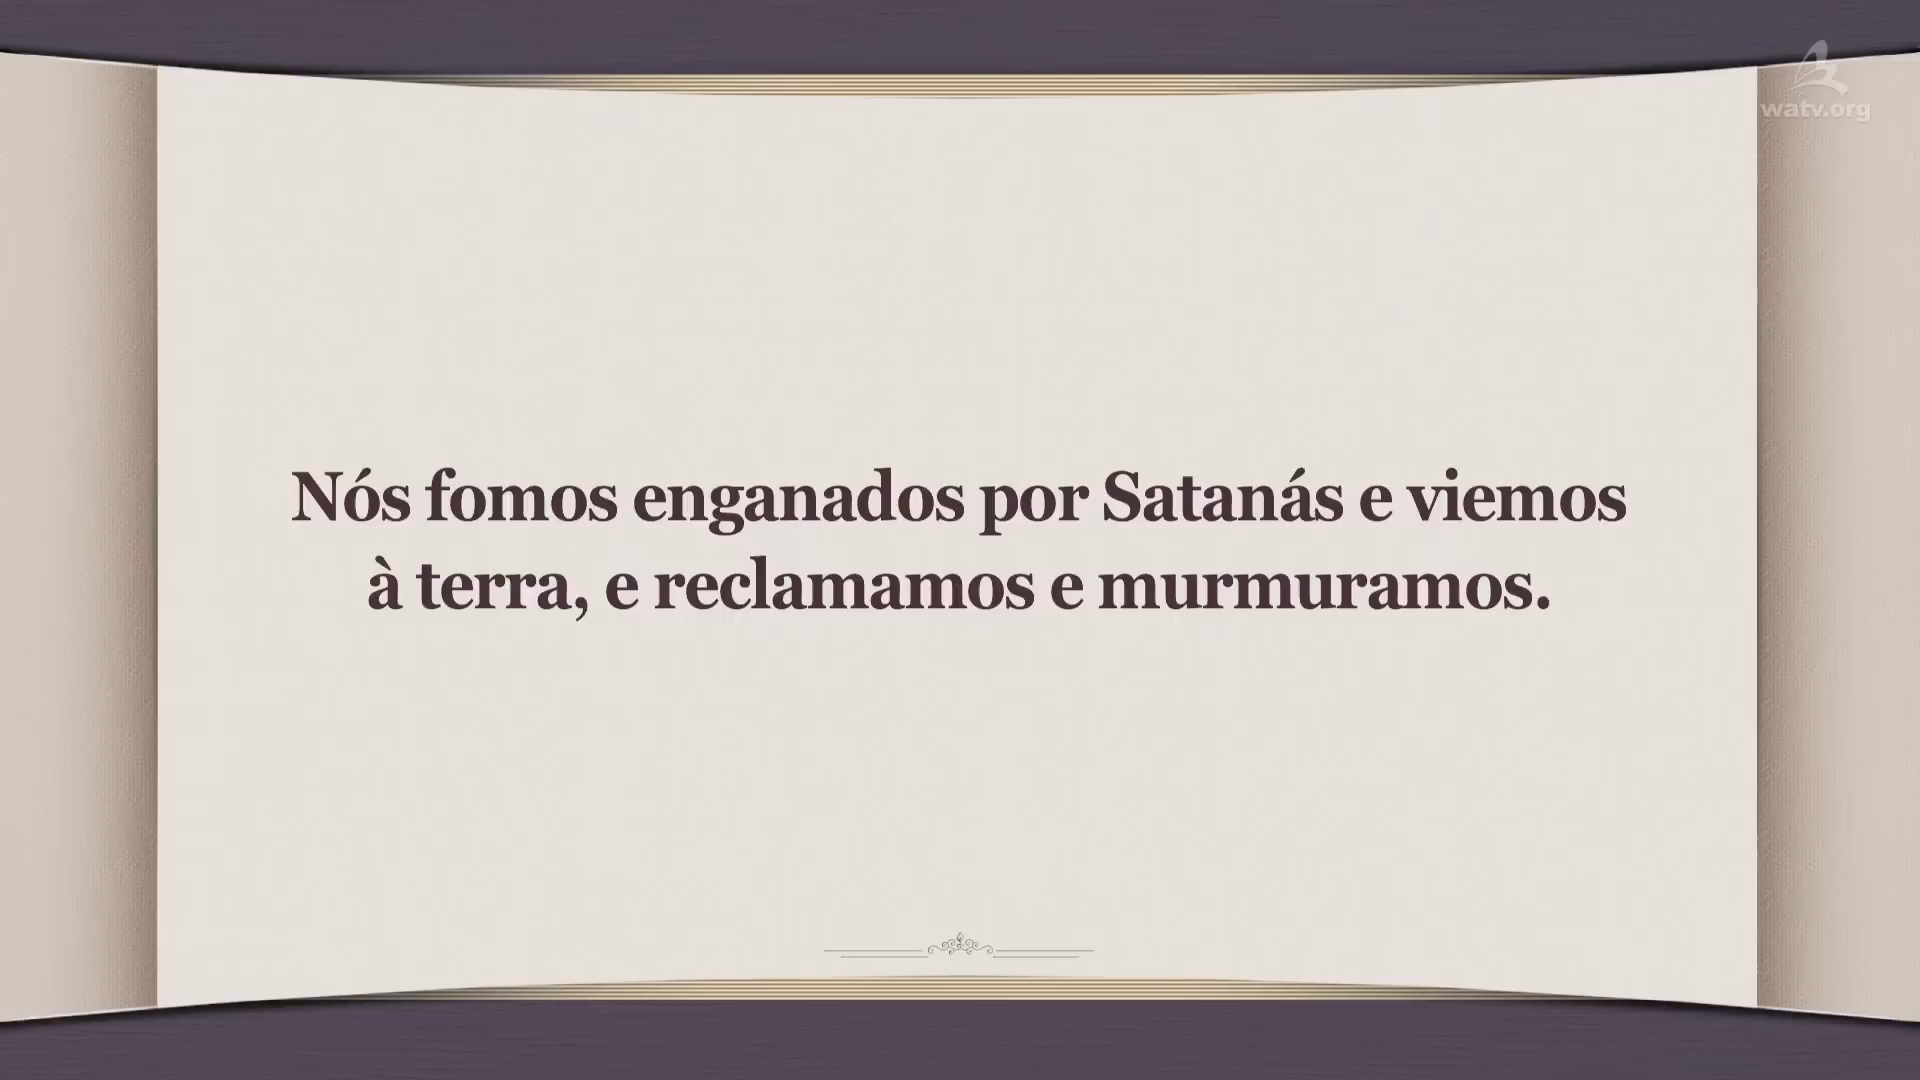 watv.org
Nós fomos enganados por Satanás e viemos
à terra, e reclamamos e murmuramos.